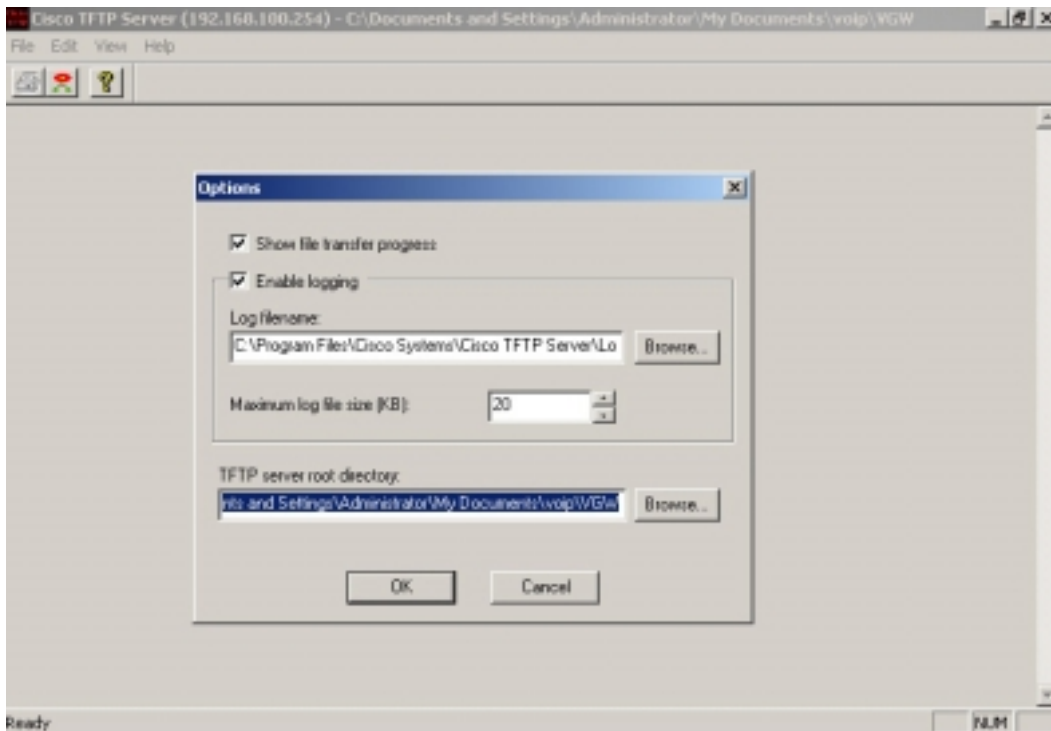 Cisco TFTP Server (192.168.100.254) - C:\Documents and Settings\Administrator\My Documents\voip\VGW
File Edit View Help
Options
Show file transfer progress
Enable logging
Log filename:
C:\Program Files\Cisco Systems\Cisco TFTP Server\Lo
Browse...
Maximum log file size (KB):
20
TFTP server root directory:
nts and Settings\Administrator\My Documents\voip\VGW
Browse...
OK
Cancel
Ready
NUM